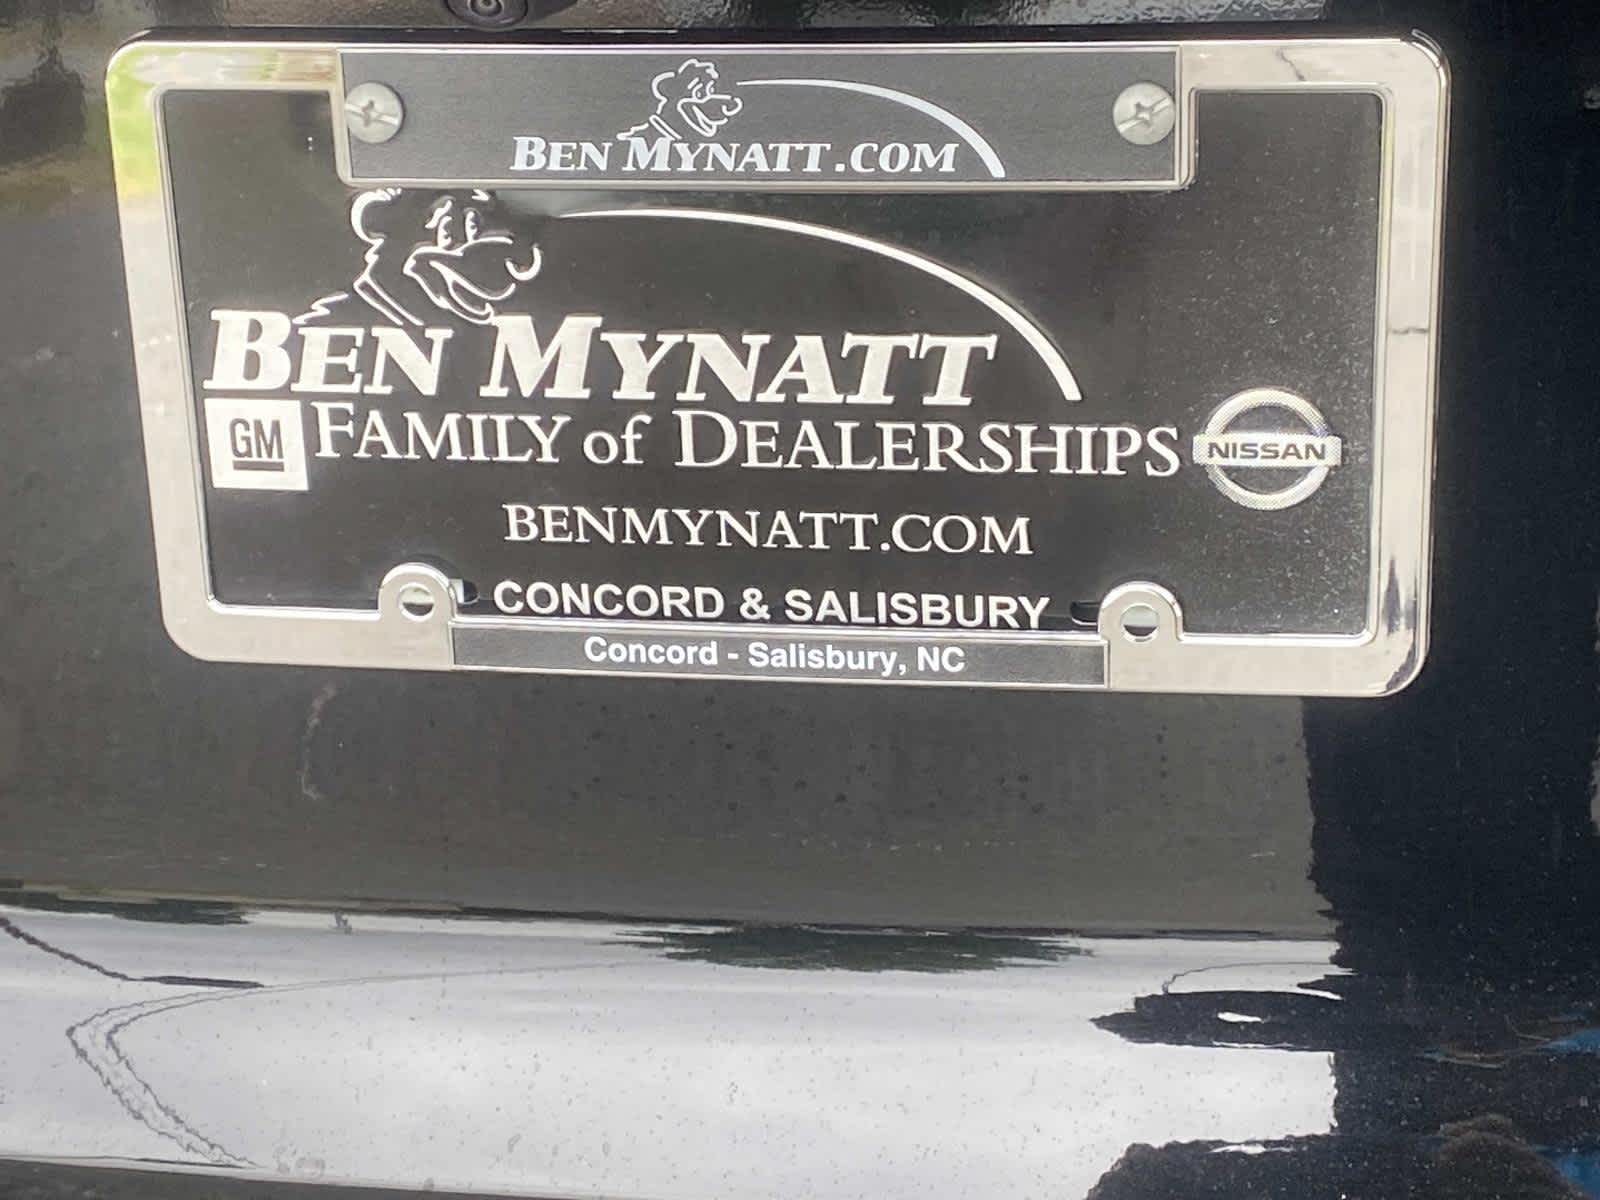 BEN MYNATT.COM
BEN MYNATT
GM FAMILY of DEALERSHIPS NISSAN
BENMYNATT.COM
CONCORD & SALISBURY
Concord - Salisbury, NC